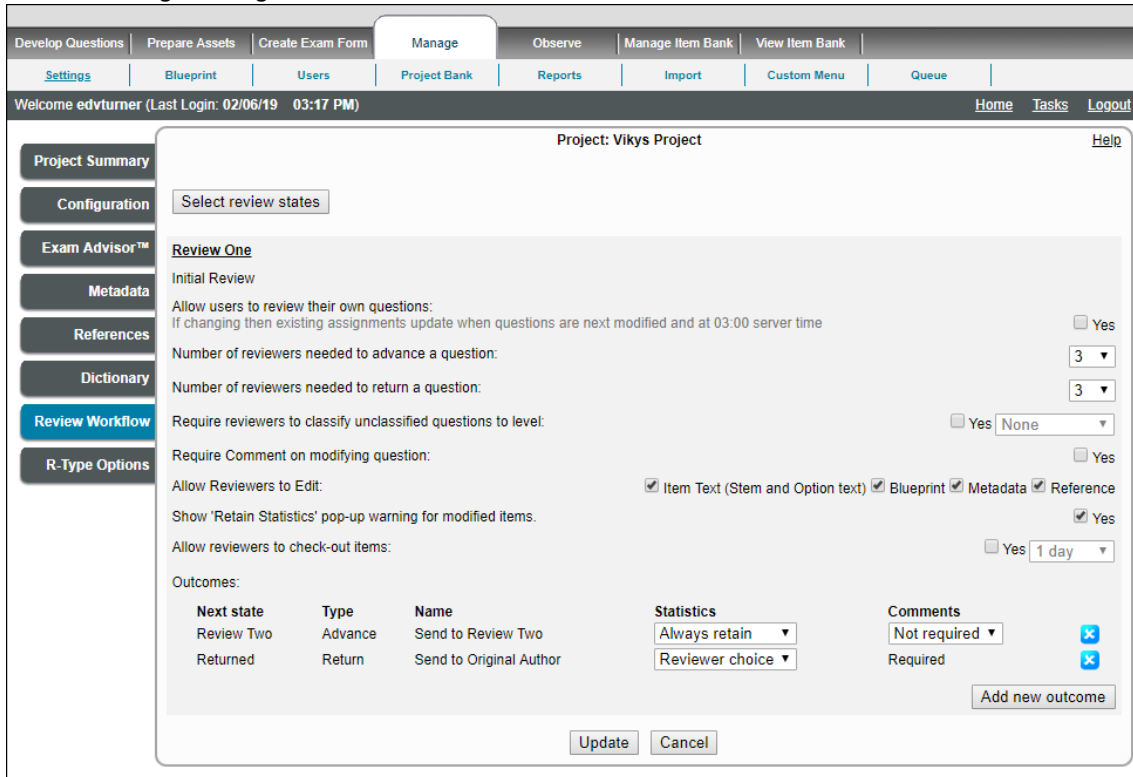 Develop Questions Prepare Assets Create Exam Form Manage Observe Manage Item Bank View Item Bank
Settings Blueprint Users Project Bank Reports Import Custom Menu Queue
Welcome edvturner (Last Login: 02/06/19 03:17 PM) Home Tasks Logout
Project: Vikys Project Help
Project Summary
Configuration
Exam Advisor™
Metadata
References
Dictionary
Review Workflow
R-Type Options
Select review states
Review One
Initial Review
Allow users to review their own questions:
If changing then existing assignments update when questions are next modified and at 03:00 server time Yes
Number of reviewers needed to advance a question: 3
Number of reviewers needed to return a question: 3
Require reviewers to classify unclassified questions to level: Yes None
Require Comment on modifying question: Yes
Allow Reviewers to Edit: Item Text (Stem and Option text) Blueprint Metadata Reference
Show 'Retain Statistics' pop-up warning for modified items. Yes
Allow reviewers to check-out items: Yes 1 day
Outcomes:
Next state Type Name Statistics Comments
Review Two Advance Send to Review Two Always retain Not required
Returned Return Send to Original Author Reviewer choice Required
Add new outcome
Update Cancel